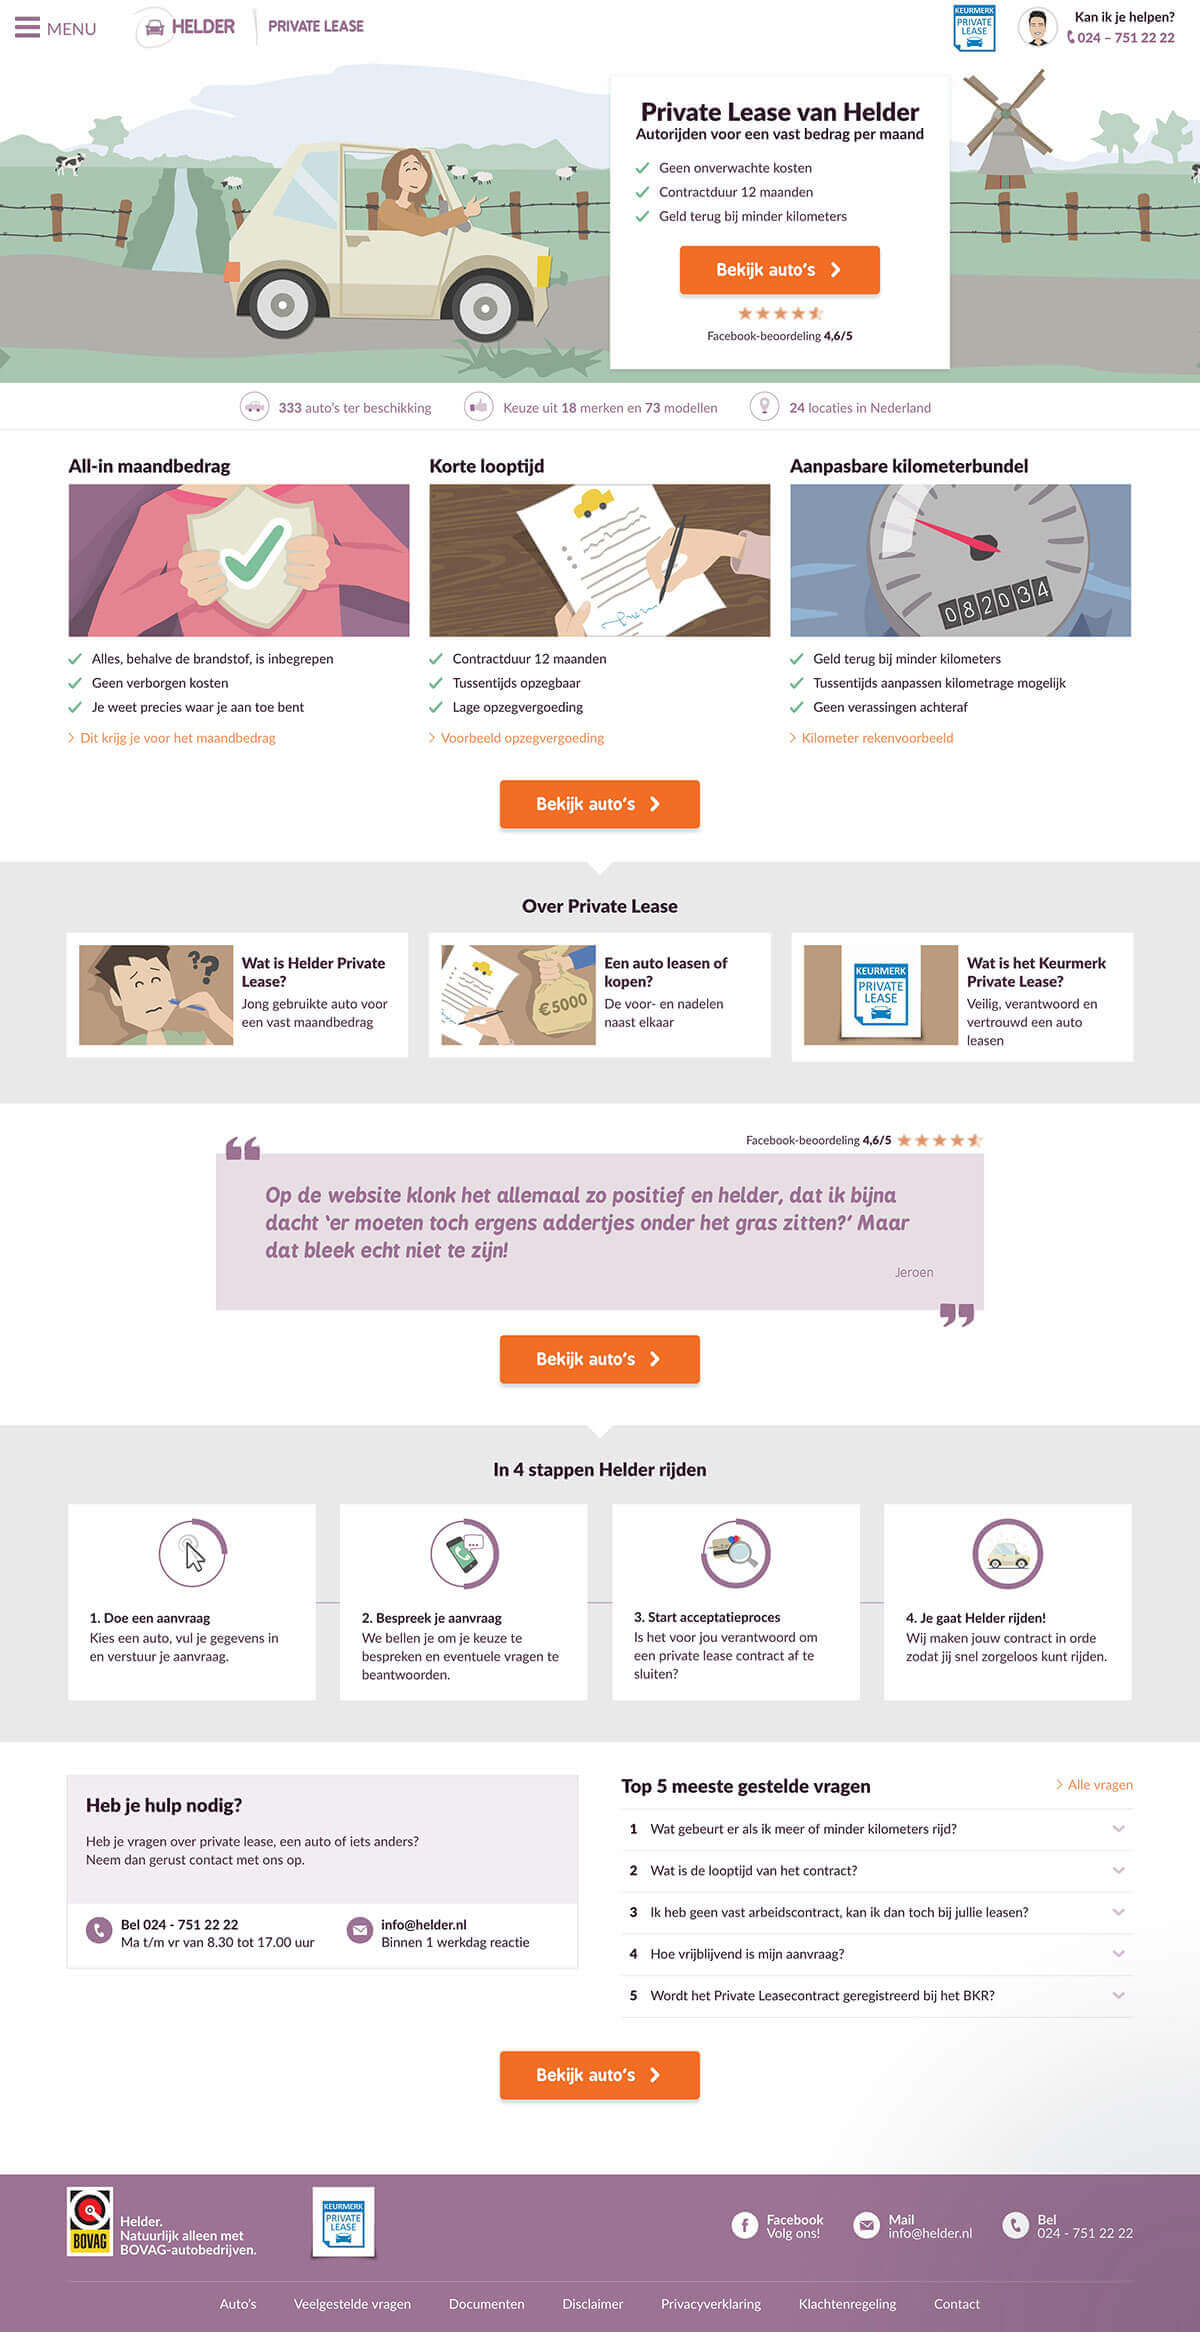 MENU
HELDER
PRIVATE LEASE
KEURMERK
PRIVATE
LEASE
Kan ik je helpen?
024 – 751 22 22
Private Lease van Helder
Autorijden voor een vast bedrag per maand
Geen onverwachte kosten
Contractduur 12 maanden
Geld terug bij minder kilometers
Bekijk auto's
Facebook-beoordeling 4,6/5
333 auto's ter beschikking
Keuze uit 18 merken en 73 modellen
24 locaties in Nederland
All-in maandbedrag
Korte looptijd
Aanpasbare kilometerbundel
082034
Alles, behalve de brandstof, is inbegrepen
Geen verborgen kosten
Je weet precies waar je aan toe bent
Dit krijg je voor het maandbedrag
Contractduur 12 maanden
Tussentijds opzegbaar
Lage opzegvergoeding
Voorbeeld opzegvergoeding
Geld terug bij minder kilometers
Tussentijds aanpassen kilometrage mogelijk
Geen verassingen achteraf
Kilometer rekenvoorbeeld
Bekijk auto's
Over Private Lease
??
Wat is Helder Private
Lease?
Jong gebruikte auto voor
een vast maandbedrag
€5000
Een auto leasen of
kopen?
De voor- en nadelen
naast elkaar
KEURMERK
PRIVATE
LEASE
Wat is het Keurmerk
Private Lease?
Veilig, verantwoord en
vertrouwd een auto
leasen
Facebook-beoordeling 4,6/5
Op de website klonk het allemaal zo positief en helder, dat ik bijna
dacht 'er moeten toch ergens addertjes onder het gras zitten?' Maar
dat bleek echt niet te zijn!
Jeroen
Bekijk auto's
In 4 stappen Helder rijden
1. Doe een aanvraag
Kies een auto, vul je gegevens in
en verstuur je aanvraag.
2. Bespreek je aanvraag
We bellen je om je keuze te
bespreken en eventuele vragen te
beantwoorden.
3. Start acceptatieproces
Is het voor jou verantwoord om
een private lease contract af te
sluiten?
4. Je gaat Helder rijden!
Wij maken jouw contract in orde
zodat jij snel zorgeloos kunt rijden.
Heb je hulp nodig?
Heb je vragen over private lease, een auto of iets anders?
Neem dan gerust contact met ons op.
Bel 024 - 751 22 22
Ma t/m vr van 8.30 tot 17.00 uur
info@helder.nl
Binnen 1 werkdag reactie
Top 5 meeste gestelde vragen
Alle vragen
1 Wat gebeurt er als ik meer of minder kilometers rijd?
2 Wat is de looptijd van het contract?
3 Ik heb geen vast arbeidscontract, kan ik dan toch bij jullie leasen?
4 Hoe vrijblijvend is mijn aanvraag?
5 Wordt het Private Leasecontract geregistreerd bij het BKR?
Bekijk auto's
BOVAG
Helder.
Natuurlijk alleen met
BOVAG-autobedrijven.
KEURMERK
PRIVATE
LEASE
Facebook
Volg ons!
Mail
info@helder.nl
Bel
024 - 751 22 22
Auto's Veelgestelde vragen Documenten Disclaimer Privacyverklaring Klachtenregeling Contact